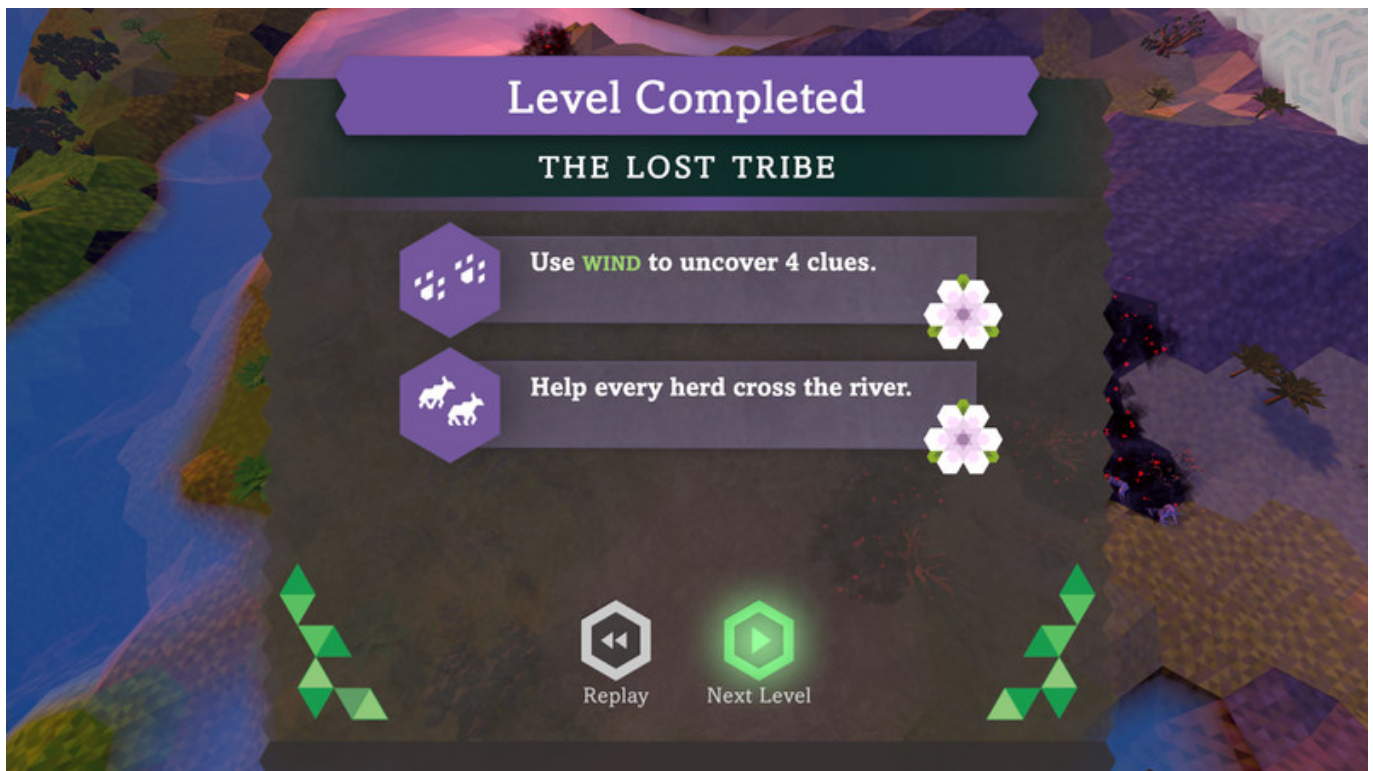 Level Completed
THE LOST TRIBE
Use WIND to uncover 4 clues.
Help every herd cross the river.
Replay
Next Level